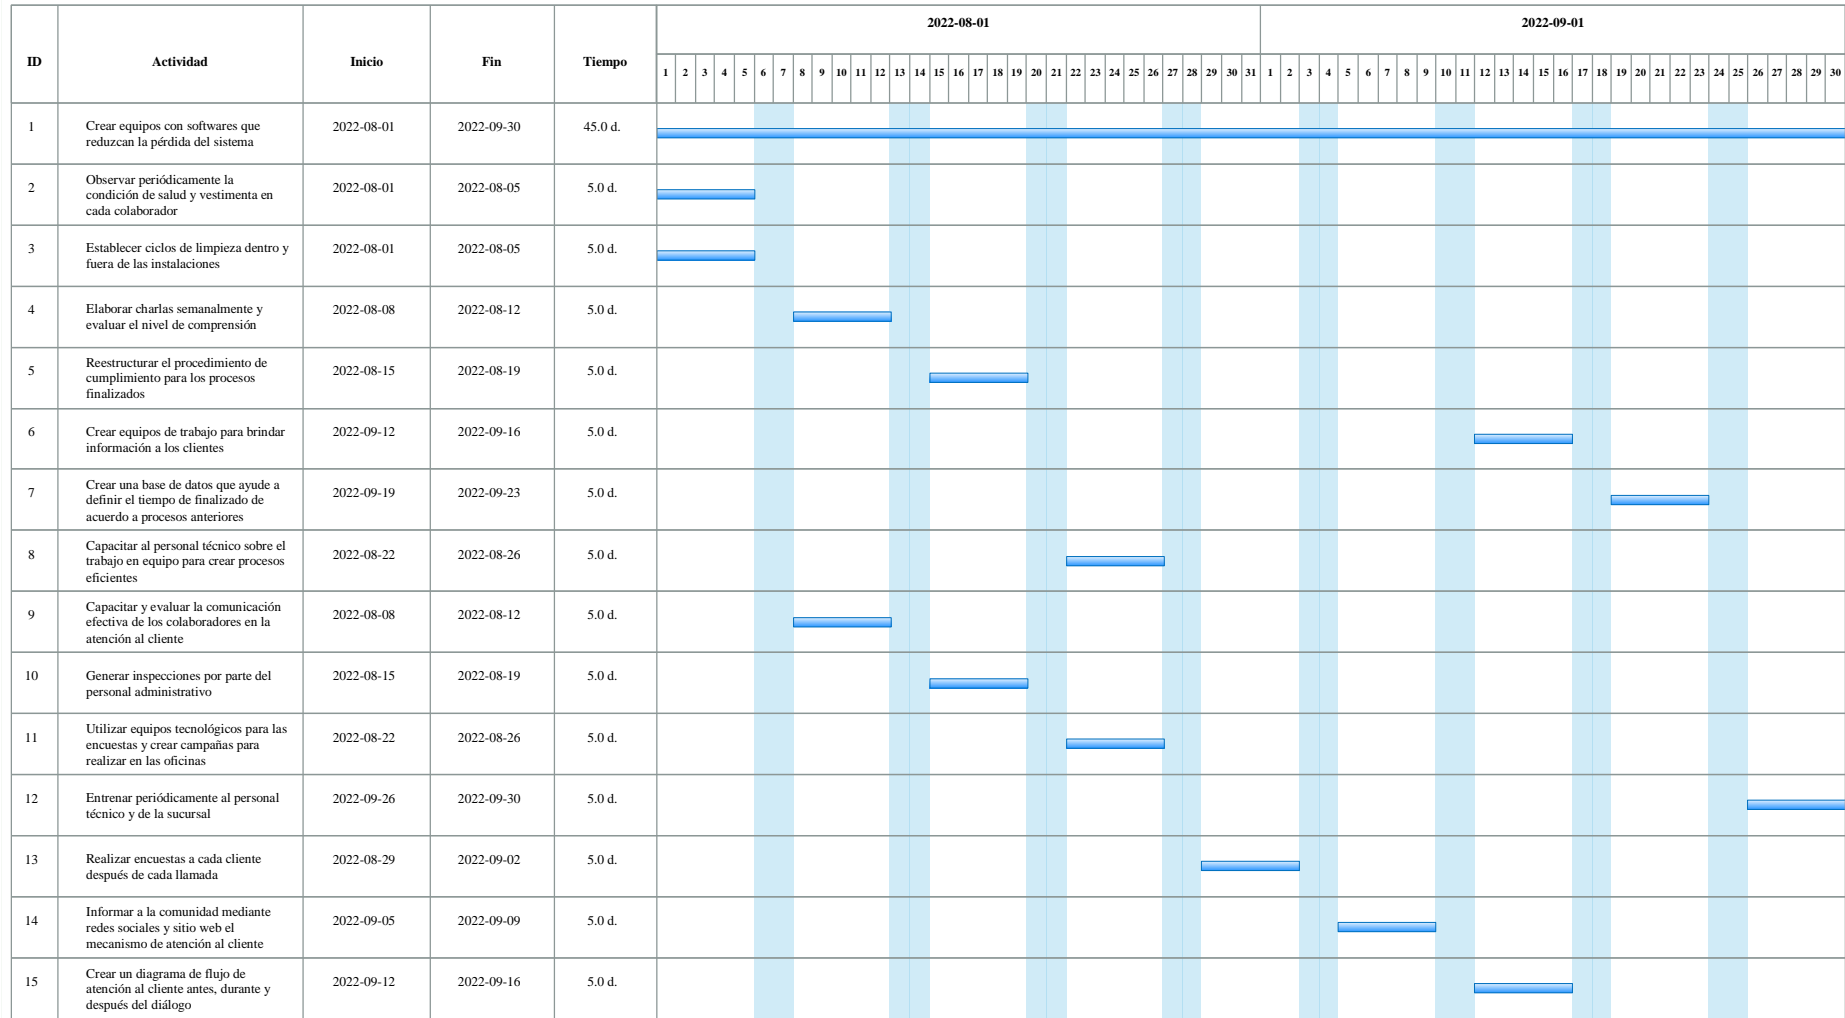 2022-08-01 2022-09-01
ID Actividad Inicio Fin Tiempo
1 2 3 4 5 6 7 8 9 10 11 12 13 14 15 16 17 18 19 20 21 22 23 24 25 26 27 28 29 30 31 1 2 3 4 5 6 7 8 9 10 11 12 13 14 15 16 17 18 19 20 21 22 23 24 25 26 27 28 29 30
1 Crear equipos con softwares que 2022-08-01 2022-09-30 45.0 d.
reduzcan la pérdida del sistema
Observar periódicamente la
2 condición de salud y vestimenta en 2022-08-01 2022-08-05 5.0 d.
cada colaborador
3 Establecer ciclos de limpieza dentro y 2022-08-01 2022-08-05 5.0 d.
fuera de las instalaciones
4 Elaborar charlas semanalmente y 2022-08-08 2022-08-12 5.0 d.
evaluar el nivel de comprensión
Reestructurar el procedimiento de
5 cumplimiento para los procesos 2022-08-15 2022-08-19 5.0 d.
finalizados
6 Crear equipos de trabajo para brindar 2022-09-12 2022-09-16 5.0 d.
información a los clientes
Crear una base de datos que ayude a
7 definir el tiempo de finalizado de 2022-09-19 2022-09-23 5.0 d.
acuerdo a procesos anteriores
Capacitar al personal técnico sobre el
8 trabajo en equipo para crear procesos 2022-08-22 2022-08-26 5.0 d.
eficientes
Capacitar y evaluar la comunicación
9 efectiva de los colaboradores en la 2022-08-08 2022-08-12 5.0 d.
atención al cliente
10 Generar inspecciones por parte del 2022-08-15 2022-08-19 5.0 d.
personal administrativo
Utilizar equipos tecnológicos para las
11 encuestas y crear campañas para 2022-08-22 2022-08-26 5.0 d.
realizar en las oficinas
12 Entrenar periódicamente al personal 2022-09-26 2022-09-30 5.0 d.
técnico y de la sucursal
13 Realizar encuestas a cada cliente 2022-08-29 2022-09-02 5.0 d.
después de cada llamada
Informar a la comunidad mediante
14 redes sociales y sitio web el 2022-09-05 2022-09-09 5.0 d.
mecanismo de atención al cliente
Crear un diagrama de flujo de
15 atención al cliente antes, durante y 2022-09-12 2022-09-16 5.0 d.
después del diálogo